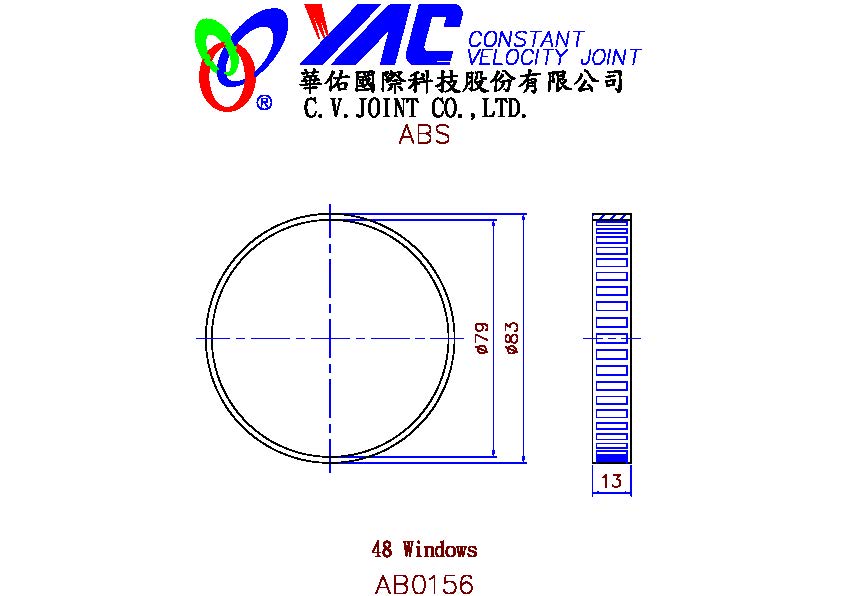 YAC CONSTANT
VELOCITY JOINT
華佑國際科技股份有限公司
® C.V.JOINT CO.,LTD.
ABS
ø79
ø83
13
48 Windows
AB0156